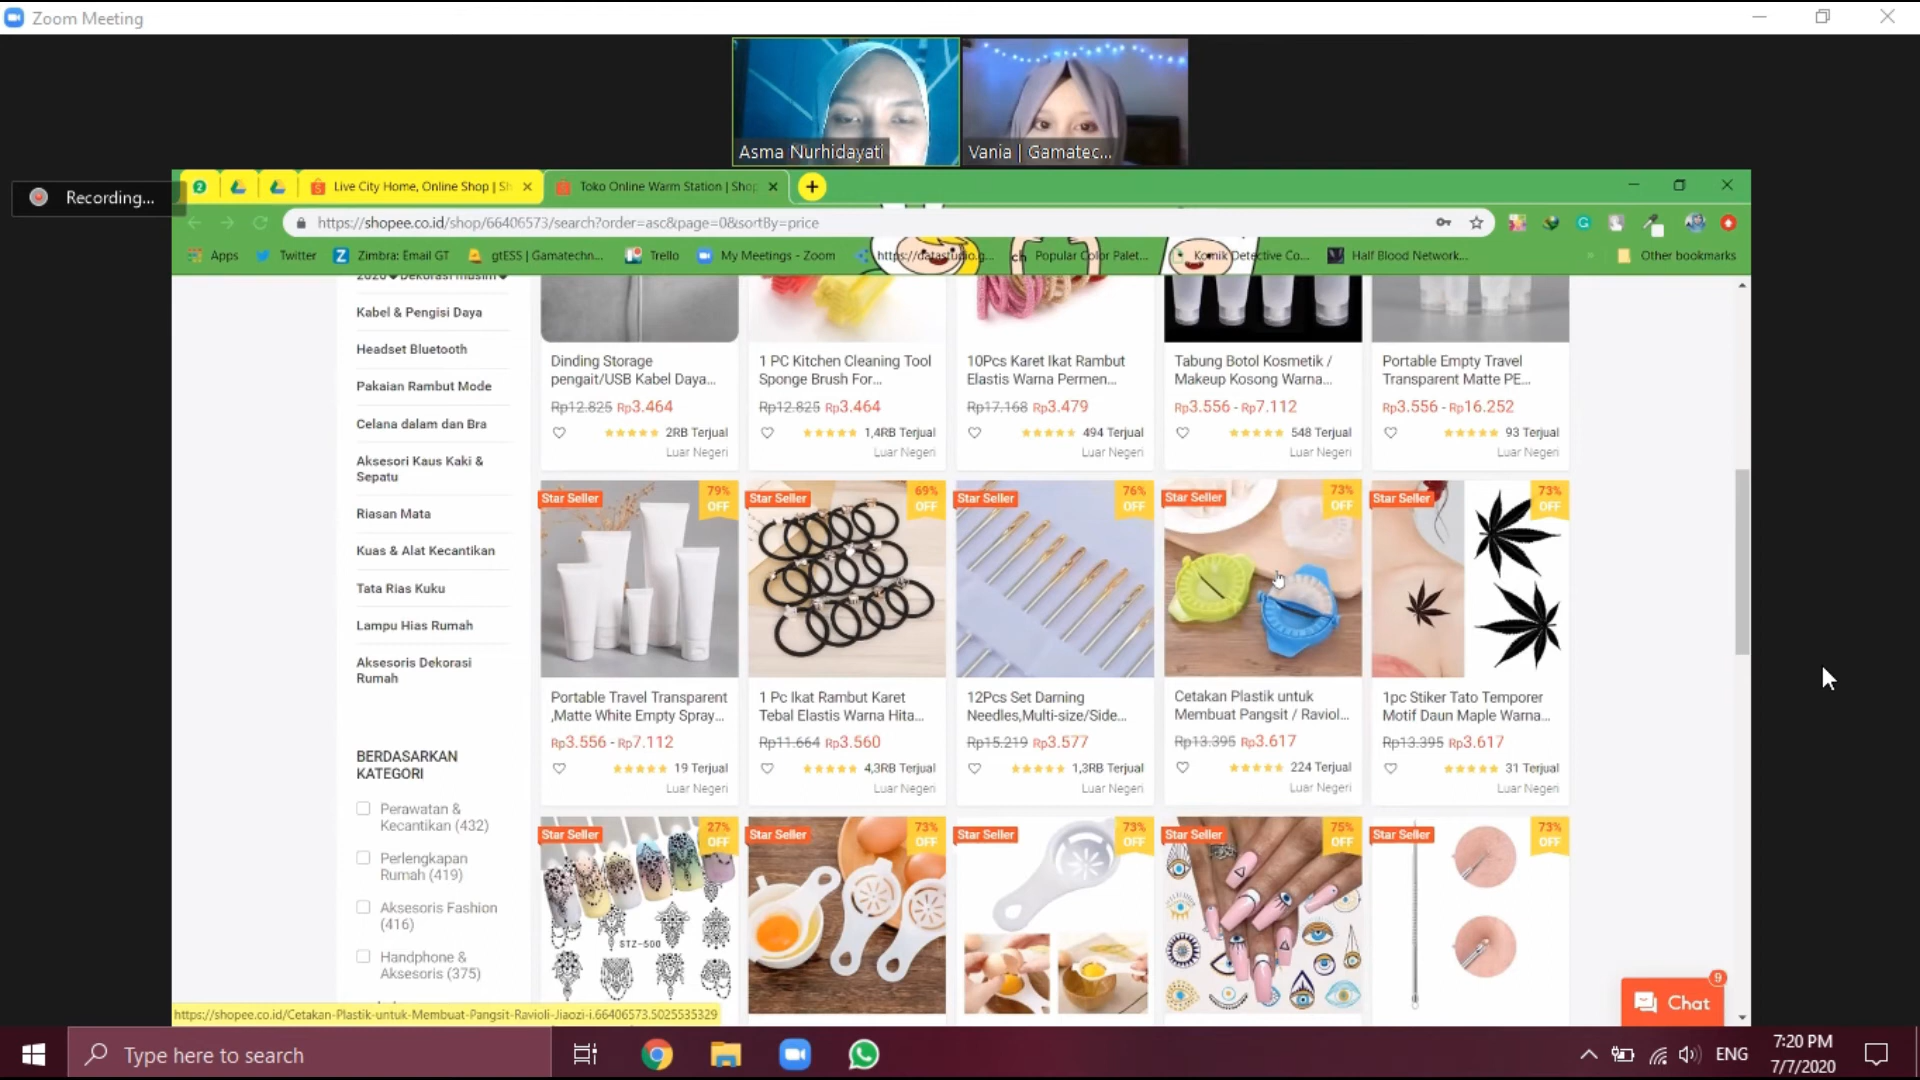 Zoom Meeting
Asma Nurhidayati
Vania | Gamatec...
Recording...
2
Live City Home, Online Shop | Sh
Toko Online Warm Station | Shop
https://shopee.co.id/shop/66406573/search?order=asc&page=0&sortBy=price
Apps
Twitter
Zimbra: Email GT
gtESS | Gamatechn...
Trello
My Meetings - Zoom
https://datastudio.g...
Popular Color Palet...
Komik Detective Co...
Half Blood Network...
Other bookmarks
Kabel & Pengisi Daya
Headset Bluetooth
Pakaian Rambut Mode
Celana dalam dan Bra
Aksesori Kaus Kaki &
Sepatu
Riasan Mata
Kuas & Alat Kecantikan
Tata Rias Kuku
Lampu Hias Rumah
Aksesoris Dekorasi
Rumah
BERDASARKAN
KATEGORI
Perawatan &
Kecantikan (432)
Perlengkapan
Rumah (419)
Aksesoris Fashion
(416)
Handphone &
Aksesoris (375)
Dinding Storage
pengait/USB Kabel Daya...
Rp12.825 Rp3.464
2RB Terjual
Luar Negeri
1 PC Kitchen Cleaning Tool
Sponge Brush For...
Rp12.825 Rp3.464
1,4RB Terjual
Luar Negeri
10Pcs Karet Ikat Rambut
Elastis Warna Permen...
Rp17.168 Rp3.479
494 Terjual
Luar Negeri
Tabung Botol Kosmetik /
Makeup Kosong Warna...
Rp3.556 - Rp7.112
548 Terjual
Luar Negeri
Portable Empty Travel
Transparent Matte PE...
Rp3.556 - Rp16.252
93 Terjual
Luar Negeri
Star Seller
79%
OFF
Portable Travel Transparent
,Matte White Empty Spray...
Rp3.556 - Rp7.112
19 Terjual
Luar Negeri
Star Seller
69%
OFF
1 Pc Ikat Rambut Karet
Tebal Elastis Warna Hita...
Rp11.664 Rp3.560
4,3RB Terjual
Luar Negeri
Star Seller
76%
OFF
12Pcs Set Darning
Needles,Multi-size/Side...
Rp15.219 Rp3.577
1,3RB Terjual
Luar Negeri
Star Seller
73%
OFF
Cetakan Plastik untuk
Membuat Pangsit / Raviol...
Rp13.395 Rp3.617
224 Terjual
Luar Negeri
Star Seller
73%
OFF
1pc Stiker Tato Temporer
Motif Daun Maple Warna...
Rp13.395 Rp3.617
31 Terjual
Luar Negeri
Star Seller
27%
OFF
STZ-500
Star Seller
73%
OFF
Star Seller
73%
OFF
Star Seller
75%
OFF
Star Seller
73%
OFF
9
Chat
https://shopee.co.id/Cetakan-Plastik-untuk-Membuat-Pangsit-Ravioli-Jiaozi-i.66406573.5025535329
Type here to search
ENG
7:20 PM
7/7/2020